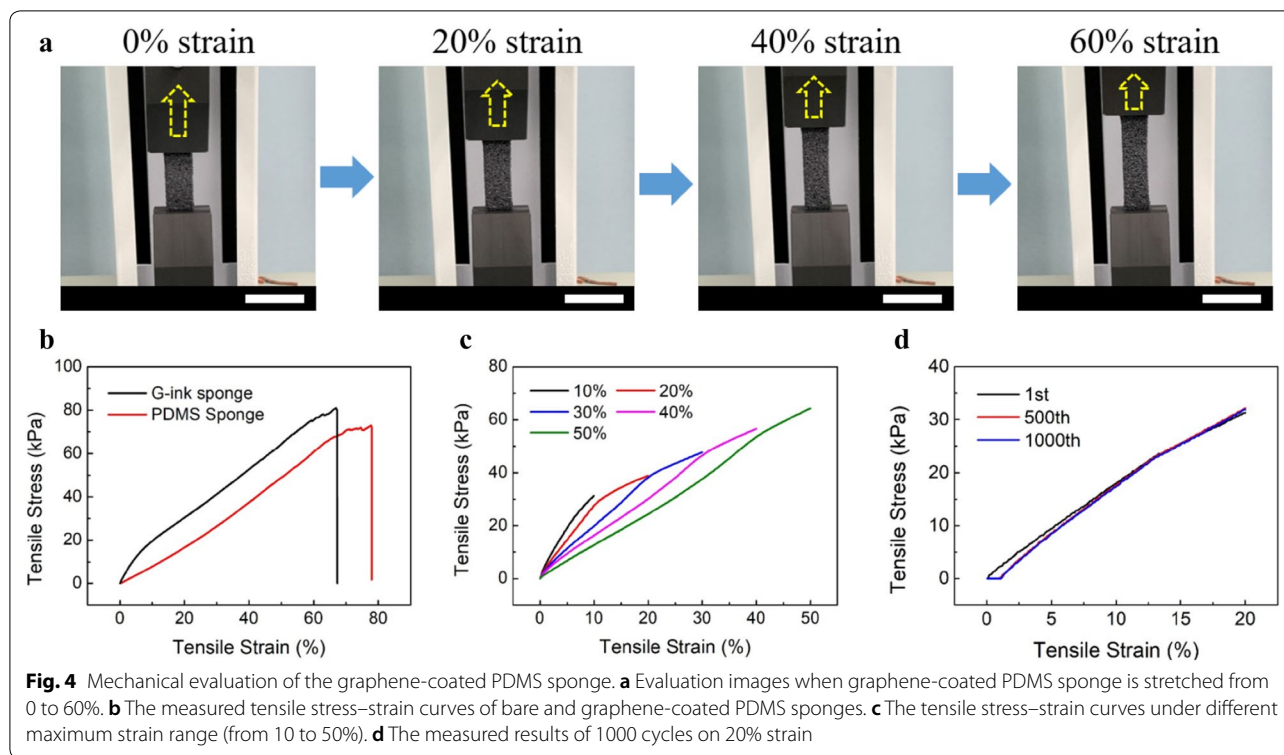 a
0% strain
20% strain
40% strain
60% strain
b
100
80
60
40
20
0
Tensile Stress (kPa)
G-ink sponge
PDMS Sponge
0 20 40 60 80
Tensile Strain (%)
c
80
60
40
20
0
Tensile Stress (kPa)
10% 20%
30% 40%
50%
0 10 20 30 40 50
Tensile Strain (%)
d
40
30
20
10
0
Tensile Stress (kPa)
1st
500th
1000th
0 5 10 15 20
Tensile Strain (%)
Fig. 4 Mechanical evaluation of the graphene-coated PDMS sponge. a Evaluation images when graphene-coated PDMS sponge is stretched from
0 to 60%. b The measured tensile stress–strain curves of bare and graphene-coated PDMS sponges. c The tensile stress–strain curves under different
maximum strain range (from 10 to 50%). d The measured results of 1000 cycles on 20% strain